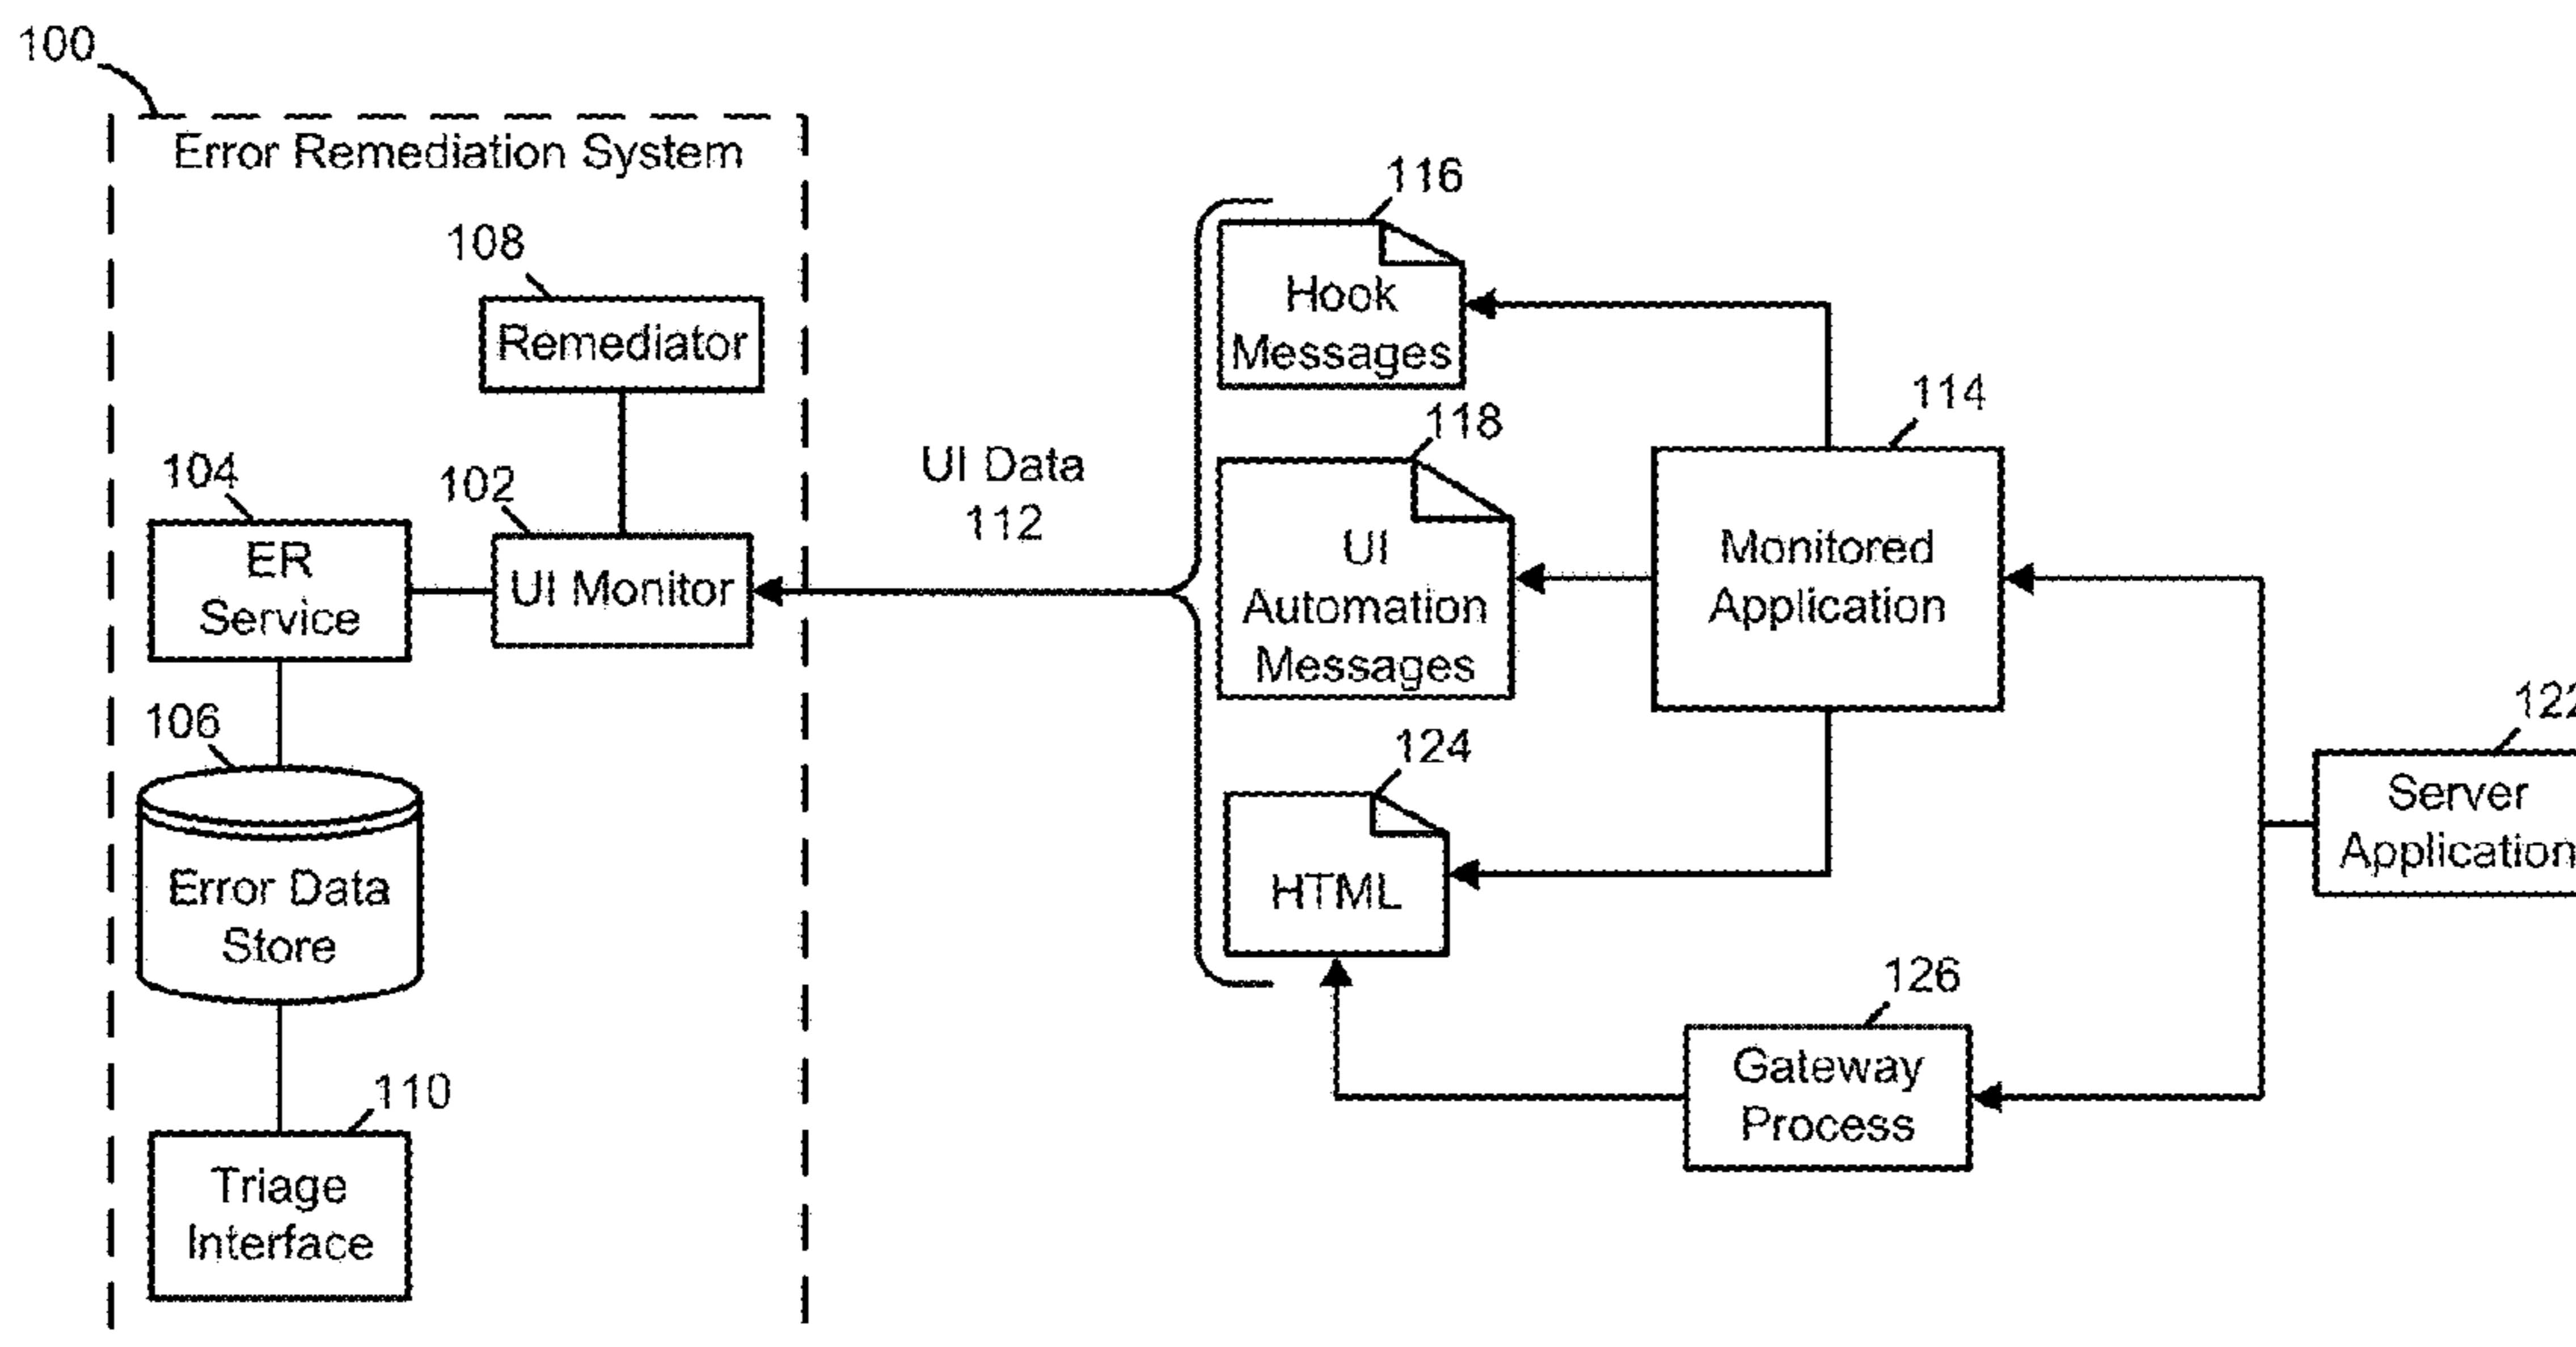 100
Error Remediation System
108
Remediator
104
ER
Service
102
UI Monitor
106
Error Data
Store
110
Triage
Interface
UI Data
112
116
Hook
Messages
118
UI
Automation
Messages
124
HTML
114
Monitored
Application
126
Gateway
Process
122
Server
Application